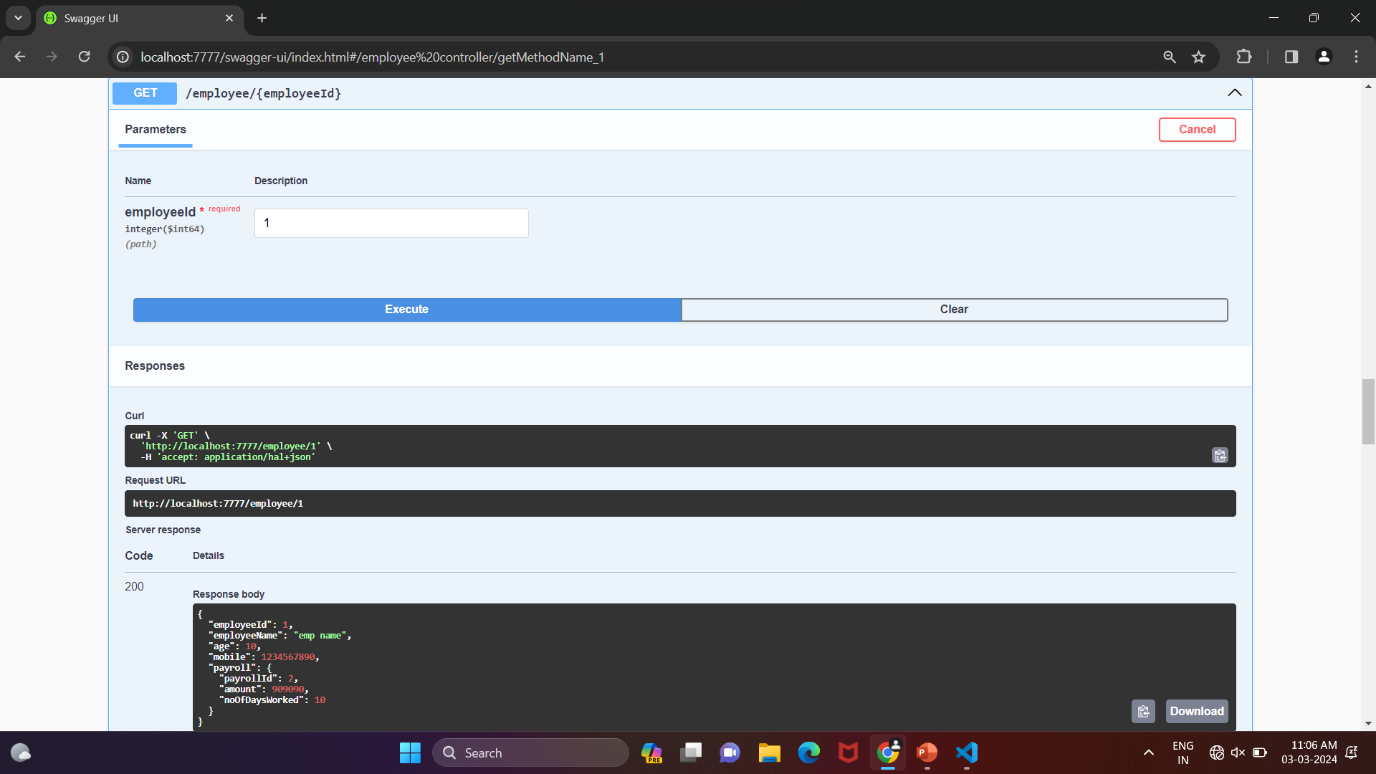 Swagger UI
localhost:7777/swagger-ui/index.html#/employee%20controller/getMethodName_1
GET /employee/{employeeId}
Parameters
Cancel
Name Description
employeeId * required
1
integer($int64)
(path)
Execute Clear
Responses
Curl
curl -X 'GET' \
'http://localhost:7777/employee/1' \
-H 'accept: application/hal+json'
Request URL
http://localhost:7777/employee/1
Server response
Code Details
200
Response body
{
"employeeId": 1,
"employeeName": "emp name",
"age": 10,
"mobile": 1234567890,
"payroll": {
"payrollId": 2,
"amount": 909090,
"noOfDaysWorked": 10
}
}
Download
Search
PRE
ENG
IN
11:06 AM
03-03-2024